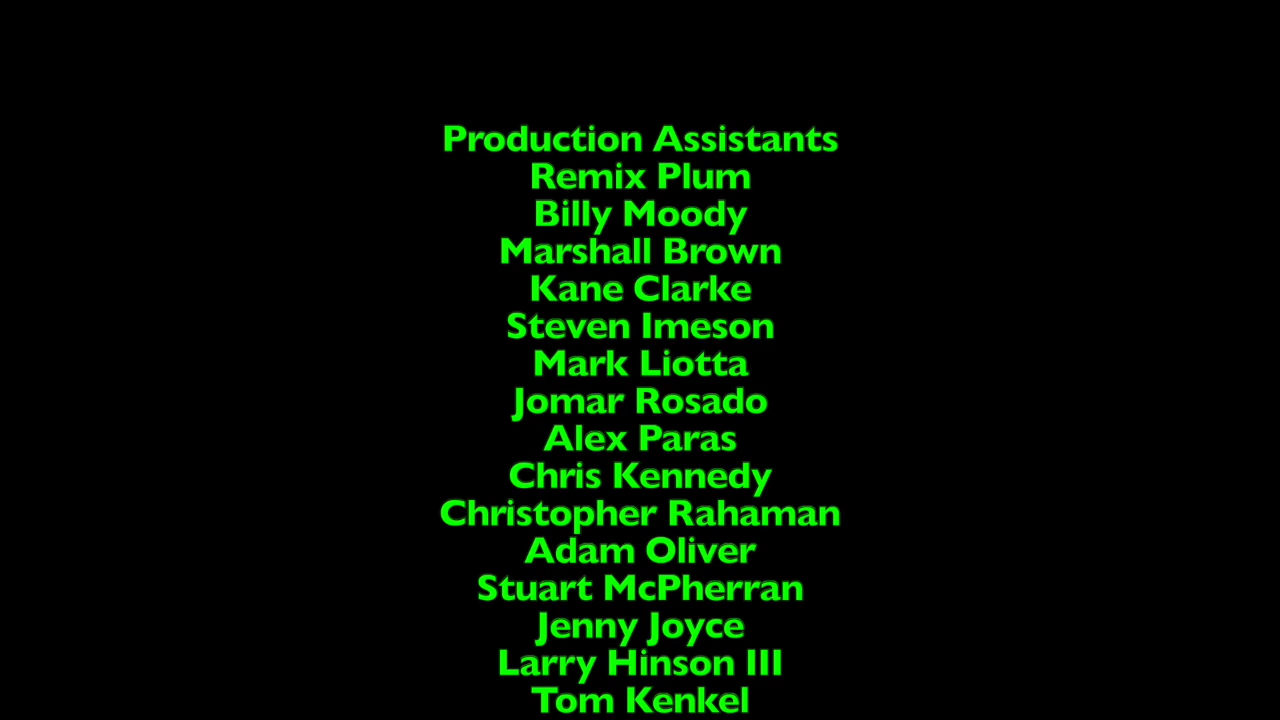 Production Assistants
Remix Plum
Billy Moody
Marshall Brown
Kane Clarke
Steven Imeson
Mark Liotta
Jomar Rosado
Alex Paras
Chris Kennedy
Christopher Rahaman
Adam Oliver
Stuart McPherran
Jenny Joyce
Larry Hinson III
Tom Kenkel